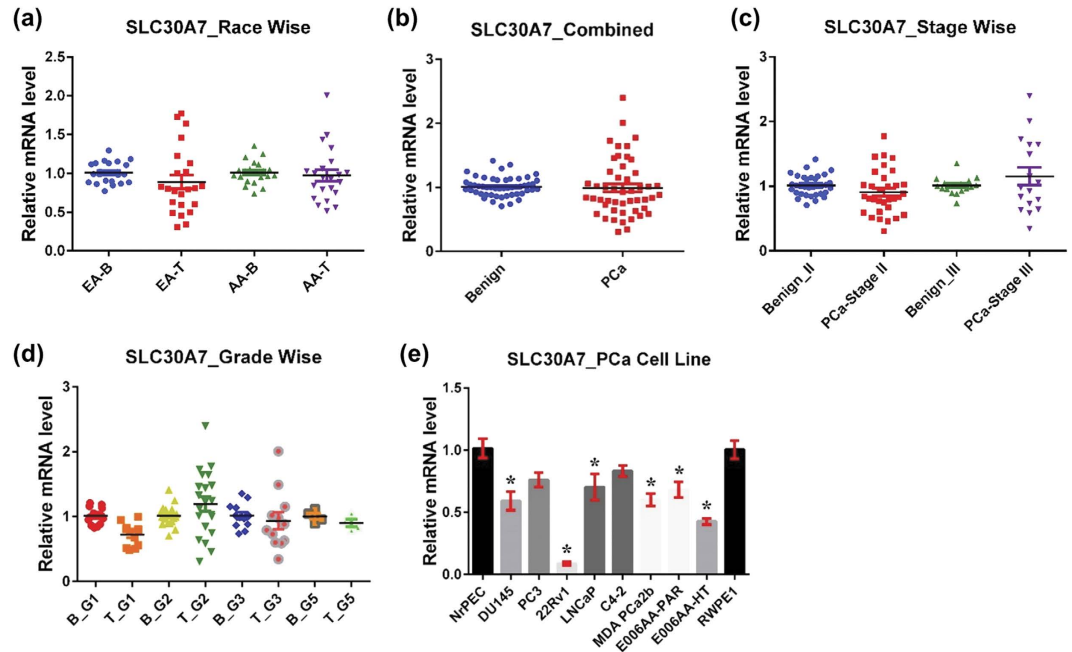 (a)
SLC30A7_Race Wise
Relative mRNA level
2.5
2.0
1.5
1.0
0.5
0.0
EA-B
EA-T
AA-B
AA-T
(b)
SLC30A7_Combined
Relative mRNA level
3
2
1
0
Benign
PCa
(c)
SLC30A7_Stage Wise
Relative mRNA level
3
2
1
0
Benign_II
PCa-Stage II
Benign_III
PCa-Stage III
(d)
SLC30A7_Grade Wise
Relative mRNA level
3
2
1
0
B_G1
T_G1
B_G2
T_G2
B_G3
T_G3
B_G5
T_G5
(e)
SLC30A7_PCa Cell Line
Relative mRNA level
1.5
1.0
0.5
0.0
*
*
*
*
*
*
NrPEC
DU145
PC3
22Rv1
LNCaP
C4-2
MDA PCa2b
E006AA-PAR
E006AA-HT
RWPE1